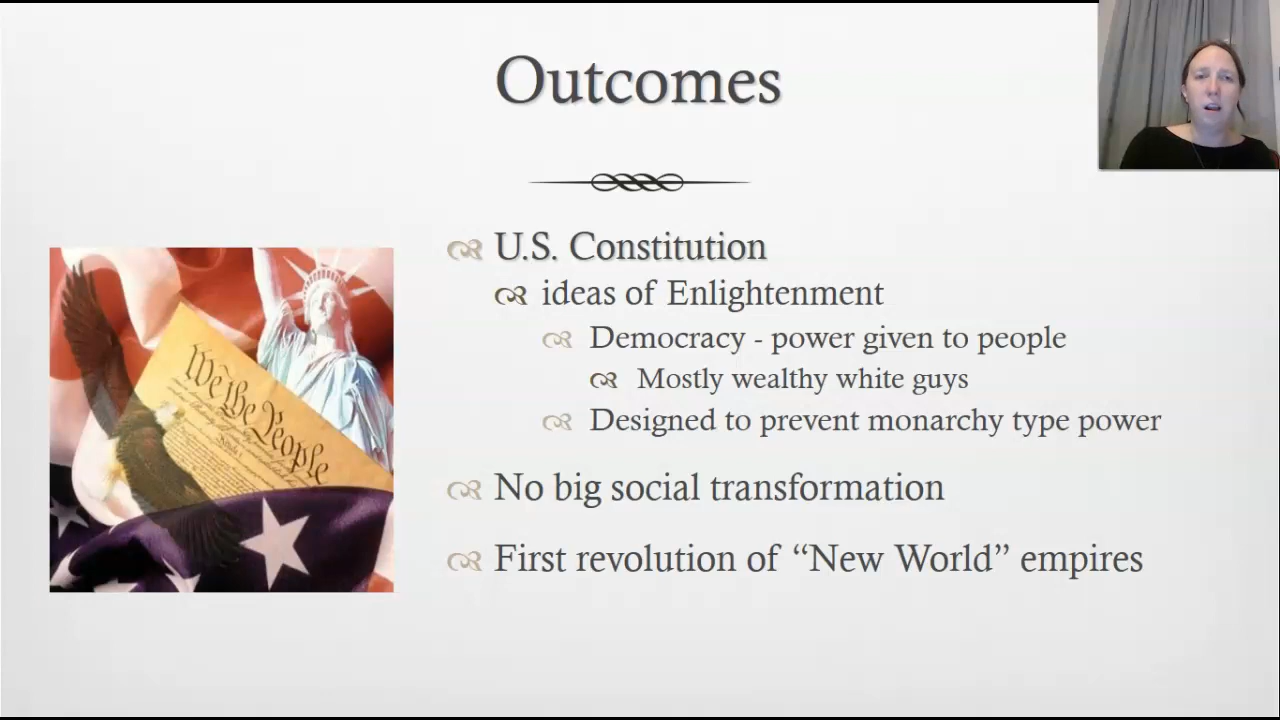 Outcomes
U.S. Constitution
ideas of Enlightenment
Democracy - power given to people
Mostly wealthy white guys
Designed to prevent monarchy type power
No big social transformation
First revolution of “New World” empires
We the People